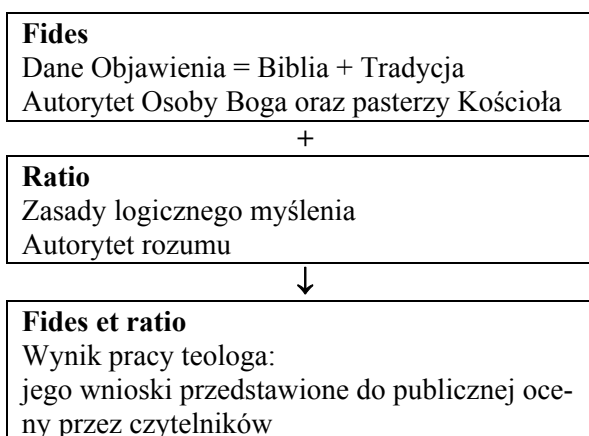 Fides
Dane Objawienia = Biblia + Tradycja
Autorytet Osoby Boga oraz pasterzy Kościoła
+
Ratio
Zasady logicznego myślenia
Autorytet rozumu
↓
Fides et ratio
Wynik pracy teologa:
jego wnioski przedstawione do publicznej oce-
ny przez czytelników